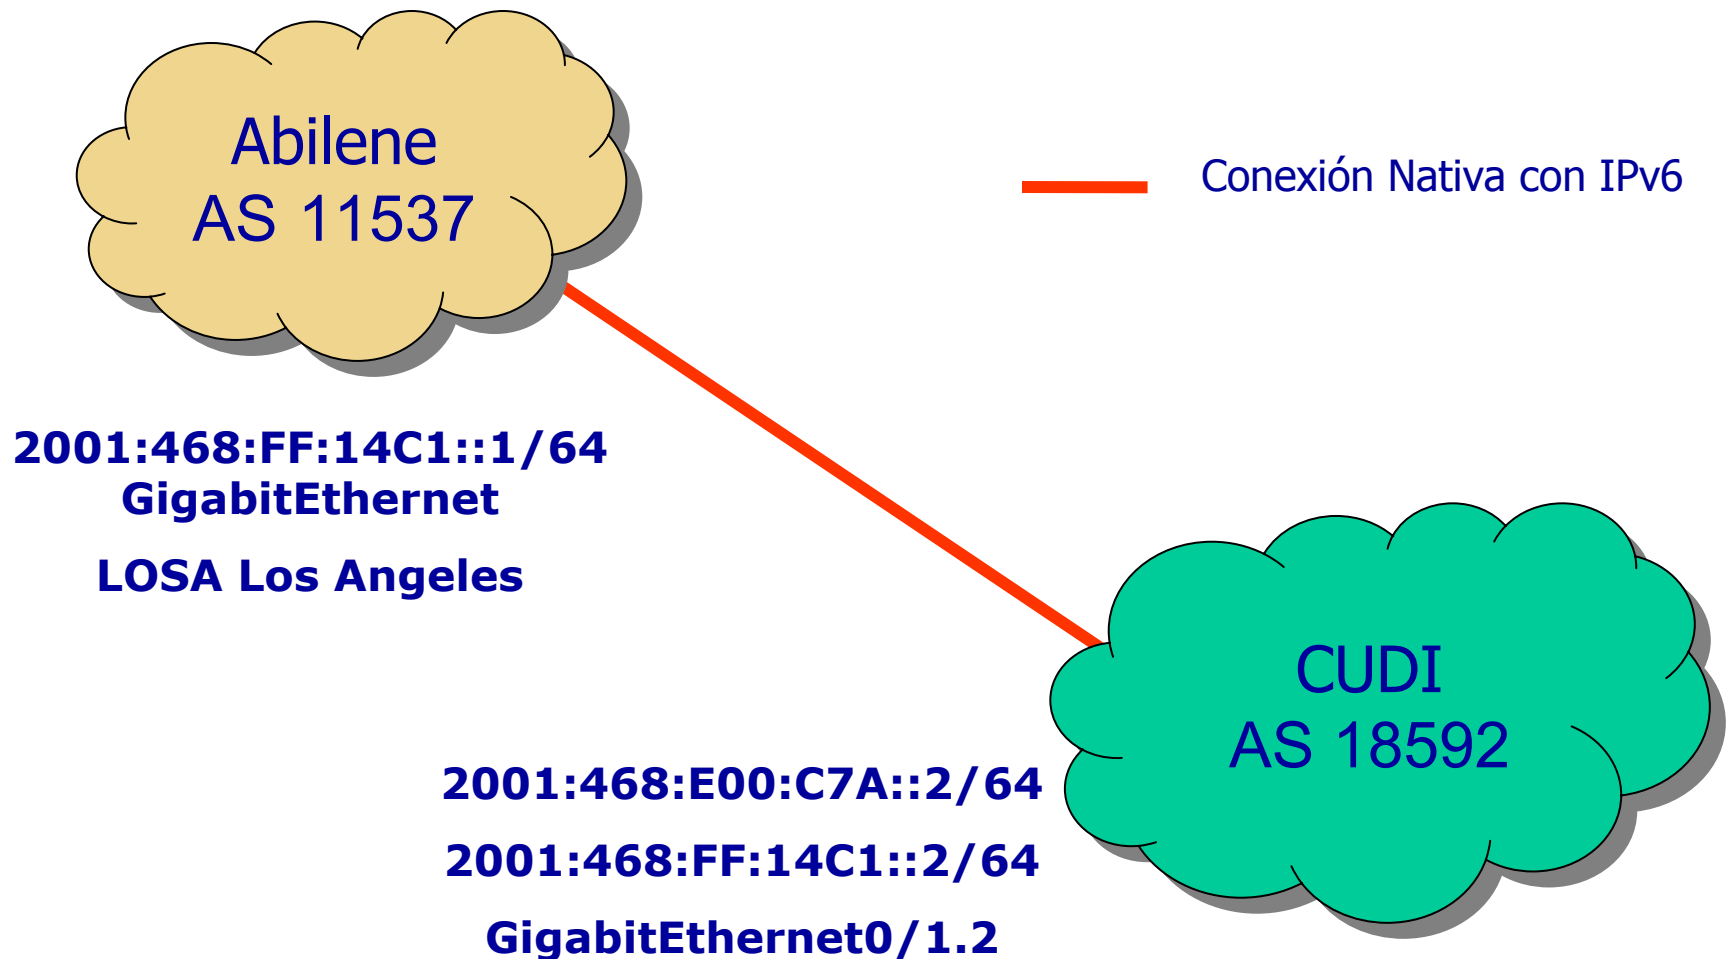 Abilene
AS 11537
Conexión Nativa con IPv6
2001:468:FF:14C1::1/64
GigabitEthernet
LOSA Los Angeles
CUDI
AS 18592
2001:468:E00:C7A::2/64
2001:468:FF:14C1::2/64
GigabitEthernet0/1.2